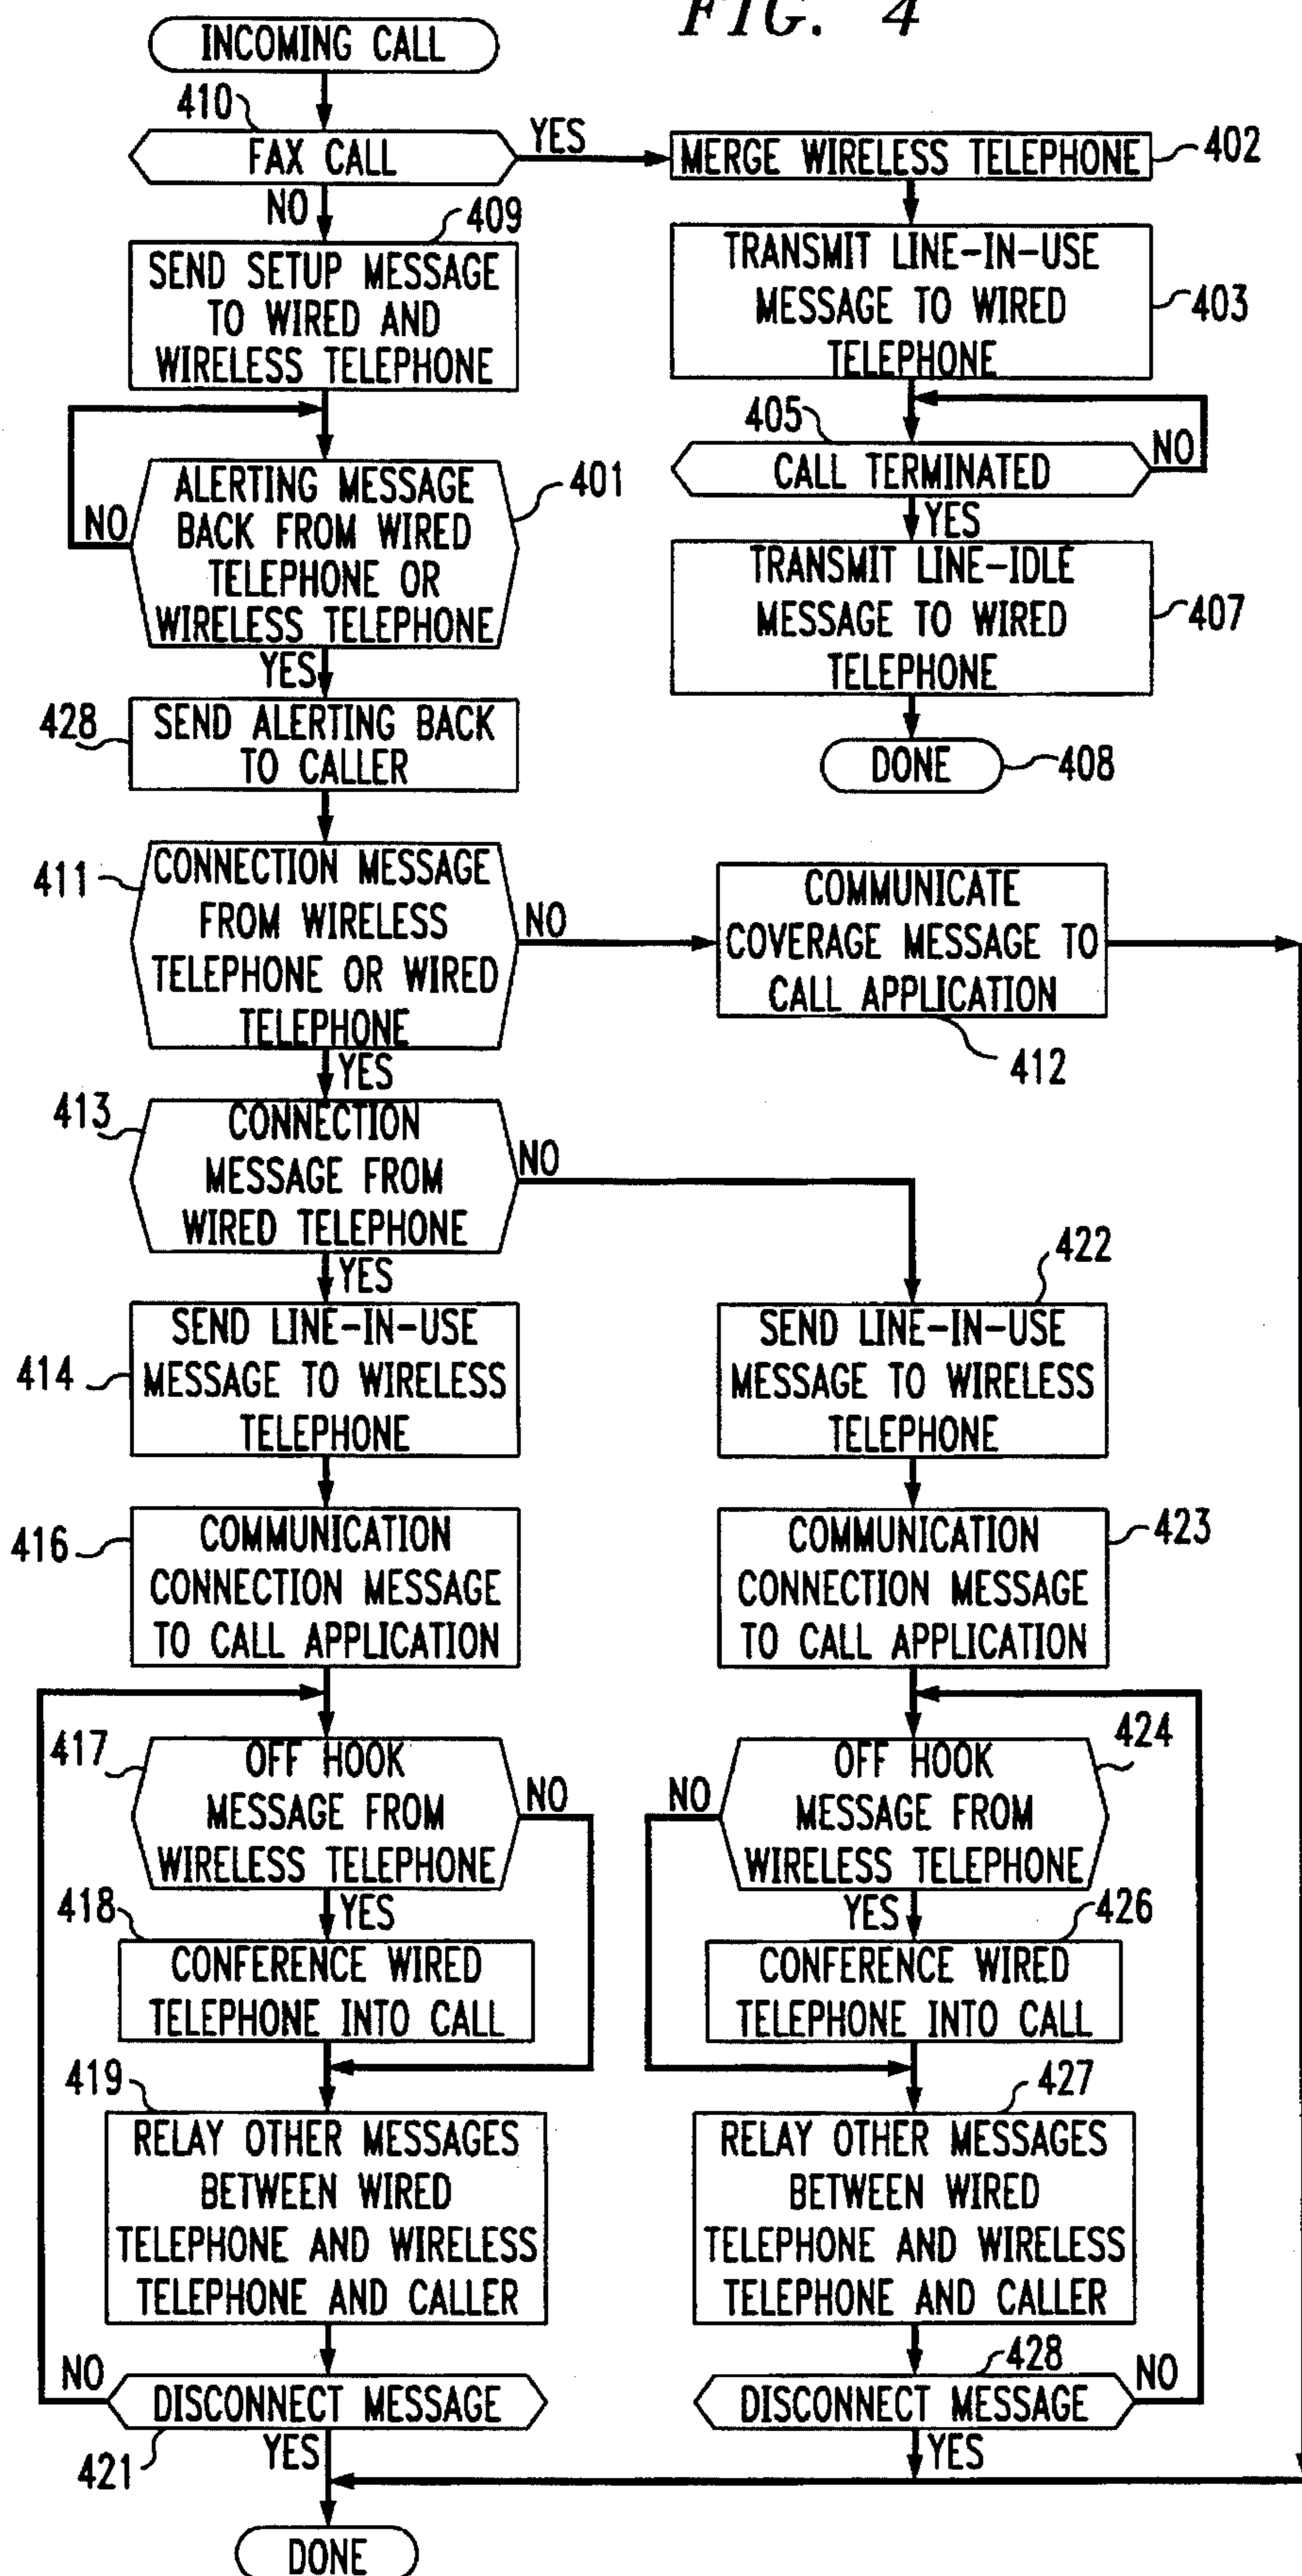 FIG. 4
INCOMING CALL
410
FAX CALL
YES
NO
MERGE WIRELESS TELEPHONE
402
409
SEND SETUP MESSAGE
TO WIRED AND
WIRELESS TELEPHONE
TRANSMIT LINE-IN-USE
MESSAGE TO WIRED
TELEPHONE
403
405
CALL TERMINATED
NO
YES
ALERTING MESSAGE
BACK FROM WIRED
TELEPHONE OR
WIRELESS TELEPHONE
401
NO
YES
TRANSMIT LINE-IDLE
MESSAGE TO WIRED
TELEPHONE
407
DONE
408
428
SEND ALERTING BACK
TO CALLER
411
CONNECTION MESSAGE
FROM WIRELESS
TELEPHONE OR WIRED
TELEPHONE
NO
YES
COMMUNICATE
COVERAGE MESSAGE TO
CALL APPLICATION
412
413
CONNECTION
MESSAGE FROM
WIRED TELEPHONE
NO
YES
414
SEND LINE-IN-USE
MESSAGE TO WIRELESS
TELEPHONE
422
SEND LINE-IN-USE
MESSAGE TO WIRELESS
TELEPHONE
416
COMMUNICATION
CONNECTION MESSAGE
TO CALL APPLICATION
423
COMMUNICATION
CONNECTION MESSAGE
TO CALL APPLICATION
417
OFF HOOK
MESSAGE FROM
WIRELESS TELEPHONE
NO
YES
424
OFF HOOK
MESSAGE FROM
WIRELESS TELEPHONE
NO
YES
418
CONFERENCE WIRED
TELEPHONE INTO CALL
426
CONFERENCE WIRED
TELEPHONE INTO CALL
419
RELAY OTHER MESSAGES
BETWEEN WIRED
TELEPHONE AND WIRELESS
TELEPHONE AND CALLER
427
RELAY OTHER MESSAGES
BETWEEN WIRED
TELEPHONE AND WIRELESS
TELEPHONE AND CALLER
NO
DISCONNECT MESSAGE
421
YES
428
DISCONNECT MESSAGE
NO
YES
DONE